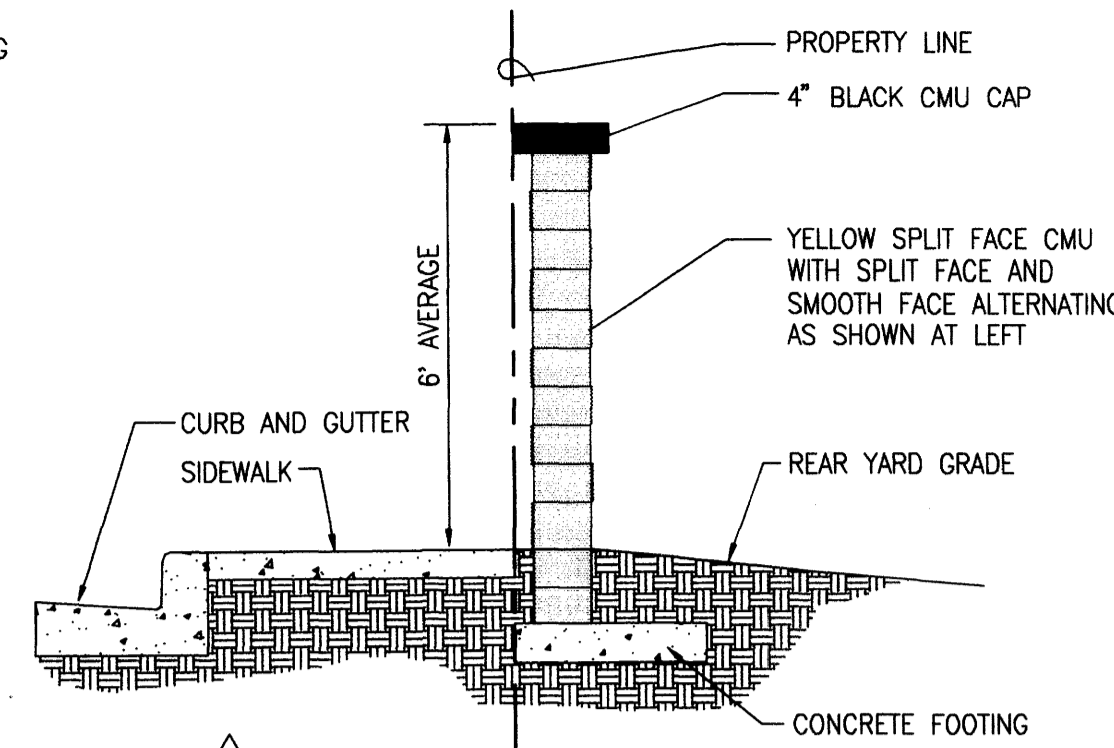 G
PROPERTY LINE
4" BLACK CMU CAP
YELLOW SPLIT FACE CMU
WITH SPLIT FACE AND
SMOOTH FACE ALTERNATING
AS SHOWN AT LEFT
6' AVERAGE
CURB AND GUTTER
SIDEWALK
REAR YARD GRADE
CONCRETE FOOTING